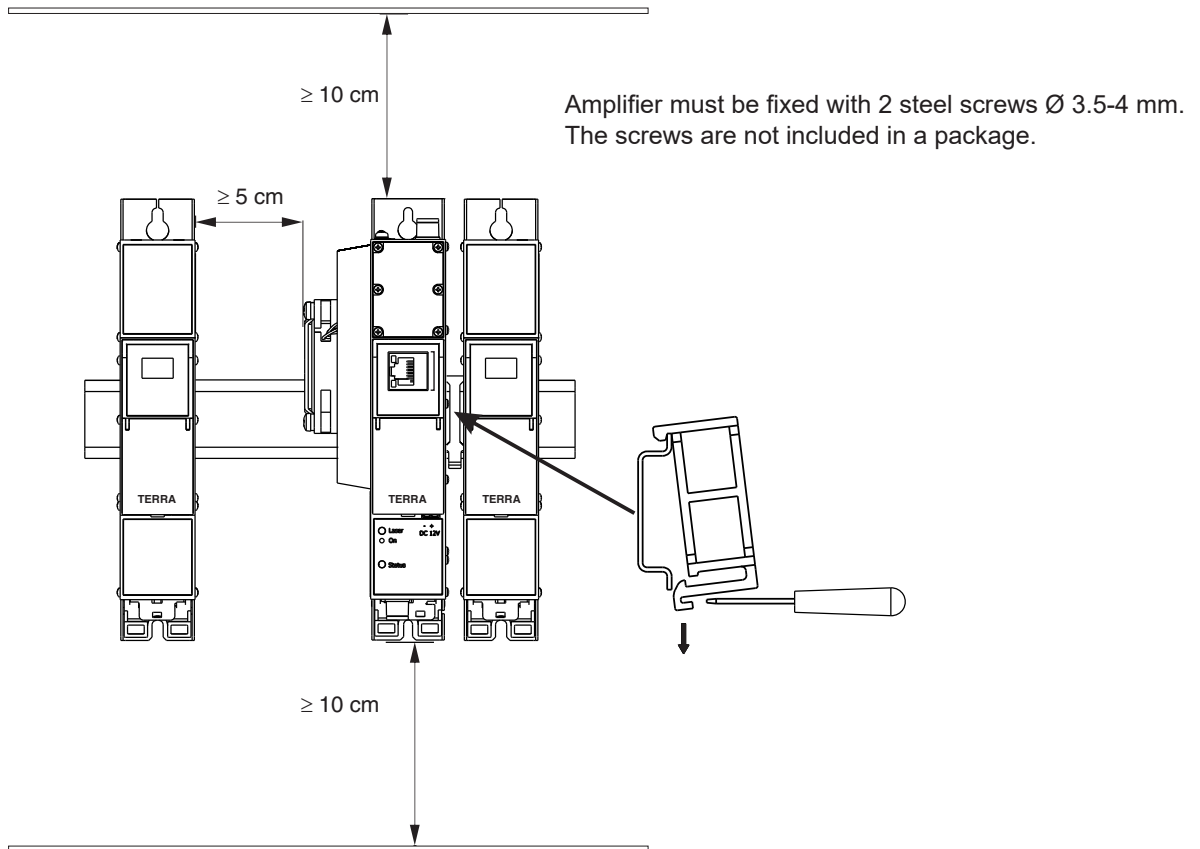 ≥ 10 cm
Amplifier must be fixed with 2 steel screws Ø 3.5-4 mm.
The screws are not included in a package.
≥ 5 cm
TERRA
TERRA
TERRA
Laser
- +
On
DC 12V
Status
≥ 10 cm